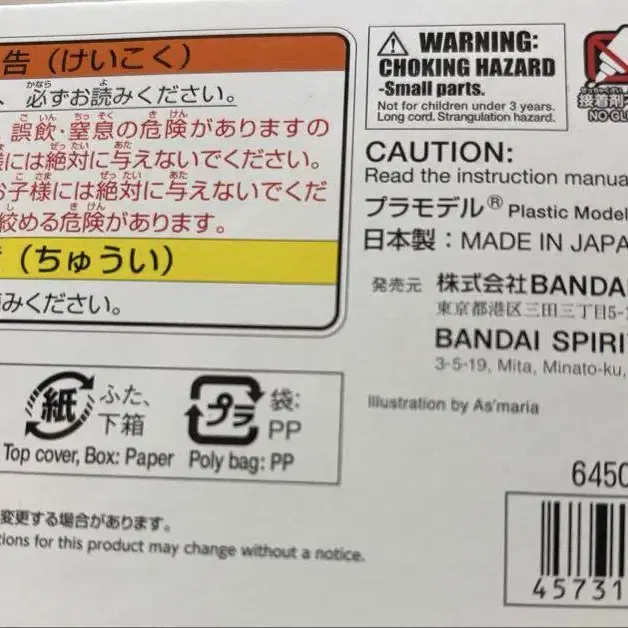 告（けいこく）
、必ずお読みください。
誤飲・窒息の危険がありますの
には絶対に与えないでください。
お子様には絶対に与えないでくだ
絞める危険があります。
（ちゅうい）
読みください。
WARNING:
CHOKING HAZARD
-Small parts.
Not for children under 3 years.
Long cord. Strangulation hazard.
接着剤
NO GL
CAUTION:
Read the instruction manua
プラモデル® Plastic Model
日本製：MADE IN JAPA
発売元 株式会社BANDA
東京都港区三田三丁目5-1
BANDAI SPIRI
3-5-19, Mita, Minato-ku,
Illustration by As'maria
紙 ふた、
下箱
Top cover, Box: Paper
プラ 袋:
PP
Poly bag: PP
変更する場合があります。
tions for this product may change without a notice.
6450
45731